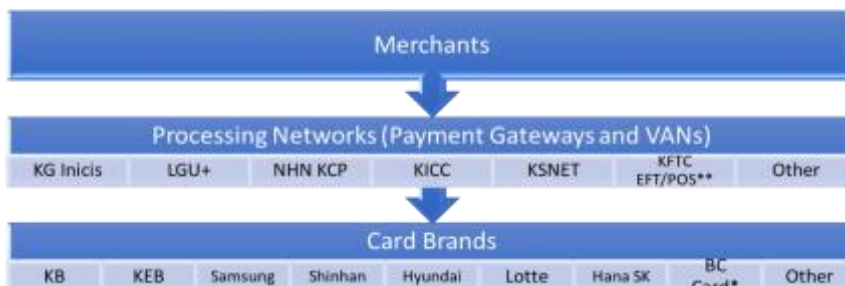 Merchants
Processing Networks (Payment Gateways and VANs)
KG Inicis LGU+ NHN KCP KICC KSNET KFTC EFT/POS** Other
Card Brands
KB KEB Samsung Shinhan Hyundai Lotte Hana SK BC Card* Other